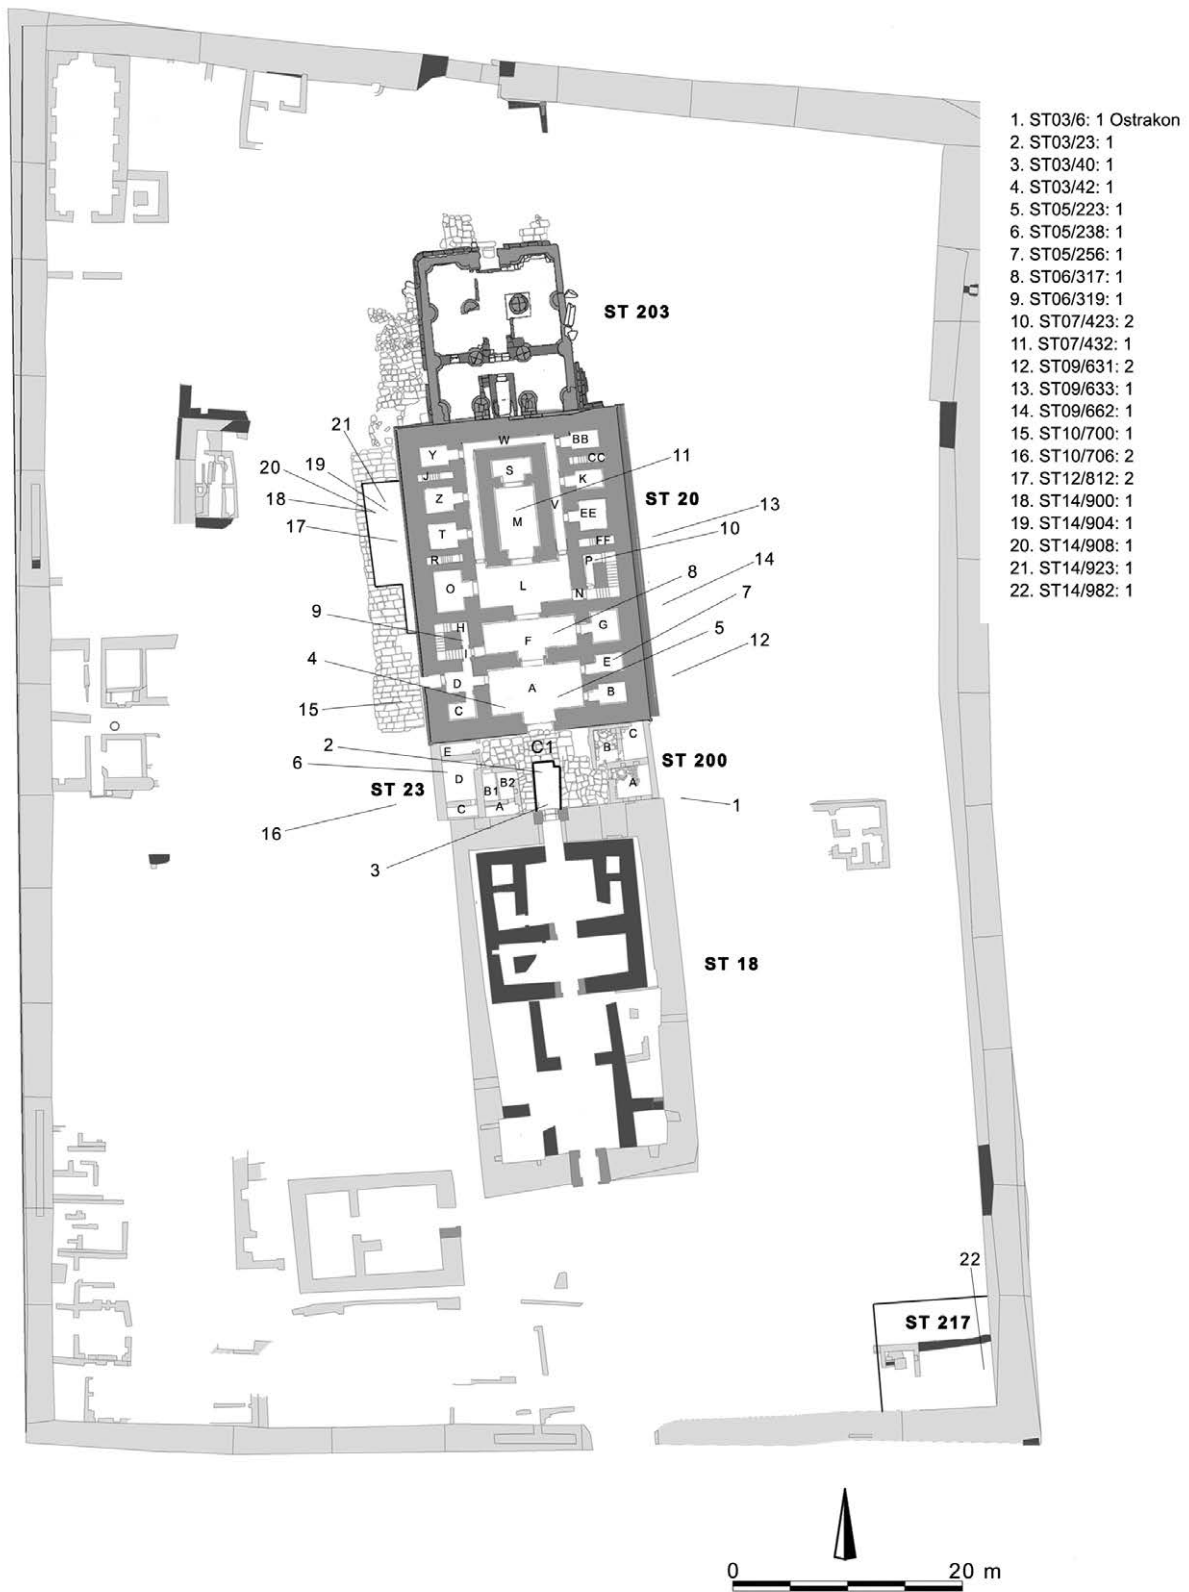 1. ST03/6: 1 Ostrakon
2. ST03/23: 1
3. ST03/40: 1
4. ST03/42: 1
5. ST05/223: 1
6. ST05/238: 1
7. ST05/256: 1
8. ST06/317: 1
9. ST06/319: 1
10. ST07/423: 2
11. ST07/432: 1
12. ST09/631: 2
13. ST09/633: 1
14. ST09/662: 1
15. ST10/700: 1
16. ST10/706: 2
17. ST12/812: 2
18. ST14/900: 1
19. ST14/904: 1
20. ST14/908: 1
21. ST14/923: 1
22. ST14/982: 1
ST 203
21
W
BB
Y
CC
11
20
19
J
S
K
18
Z
V
ST 20
EE
13
17
M
T
FF
10
R
P
8
O
L
N
14
9
H
G
7
F
I
5
4
E
12
D
A
B
15
C
2
E
C1
B
C
ST 200
6
ST 23
D
B1
B2
A
1
16
C
A
3
ST 18
22
ST 217
0 20 m